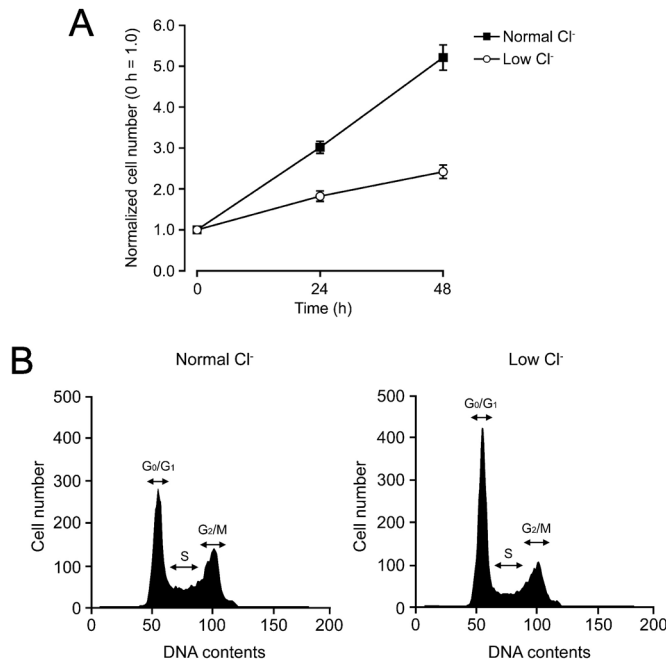 A
Normalized cell number (0 h = 1.0)
6.0
5.0
4.0
3.0
2.0
1.0
0.0
0
24
48
Time (h)
Normal Cl-
Low Cl-
B
Normal Cl-
Cell number
500
400
300
200
100
0
G0/G1
S
G2/M
0
50
100
150
200
DNA contents
Low Cl-
Cell number
500
400
300
200
100
0
G0/G1
S
G2/M
0
50
100
150
200
DNA contents